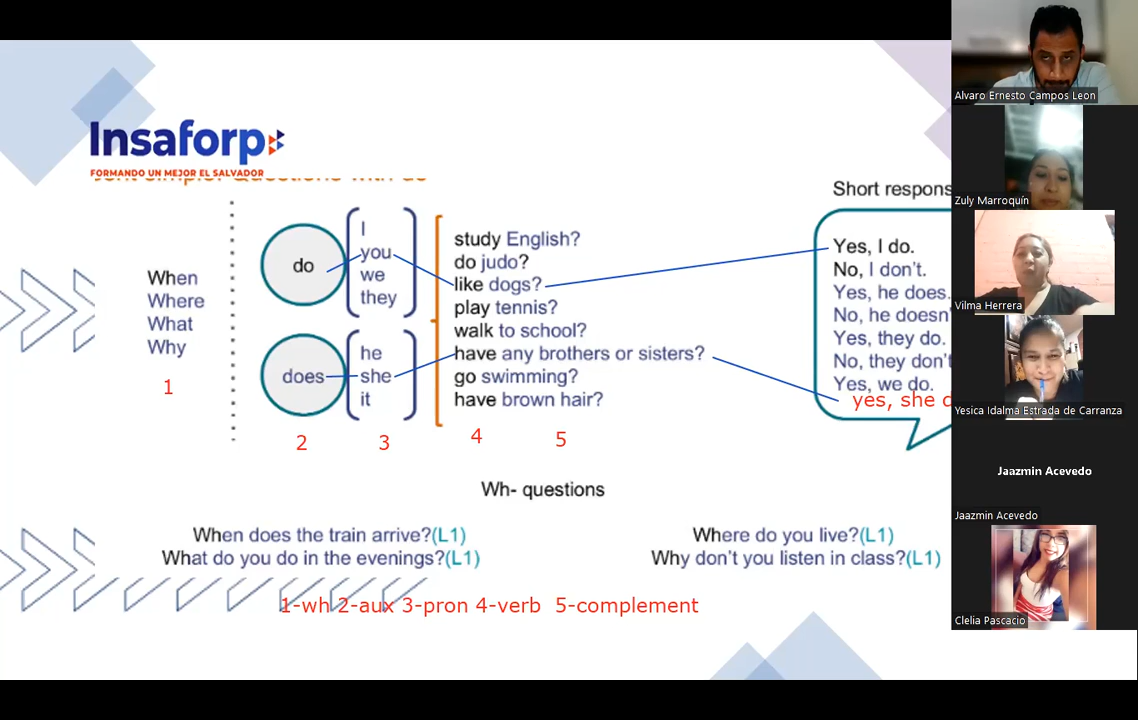 Insaforp
FORMANDO UN MEJOR EL SALVADOR
Short respons
When
Where
What
Why
1
do
I
you
we
they
does
he
she
it
2
3
study English?
do judo?
like dogs?
play tennis?
walk to school?
have any brothers or sisters?
go swimming?
have brown hair?
4
5
Yes, I do.
No, I don't.
Yes, he does.
No, he doesn'
Yes, they do.
No, they don't
Yes, we do.
yes, she d
Wh- questions
When does the train arrive?(L1)
What do you do in the evenings?(L1)
Where do you live?(L1)
Why don't you listen in class?(L1)
1-wh 2-aux 3-pron 4-verb 5-complement
Alvaro Ernesto Campos Leon
Zuly Marroquín
Vilma Herrera
Yesica Idalma Estrada de Carranza
Jaazmin Acevedo
Jaazmin Acevedo
Clelia Pascacio